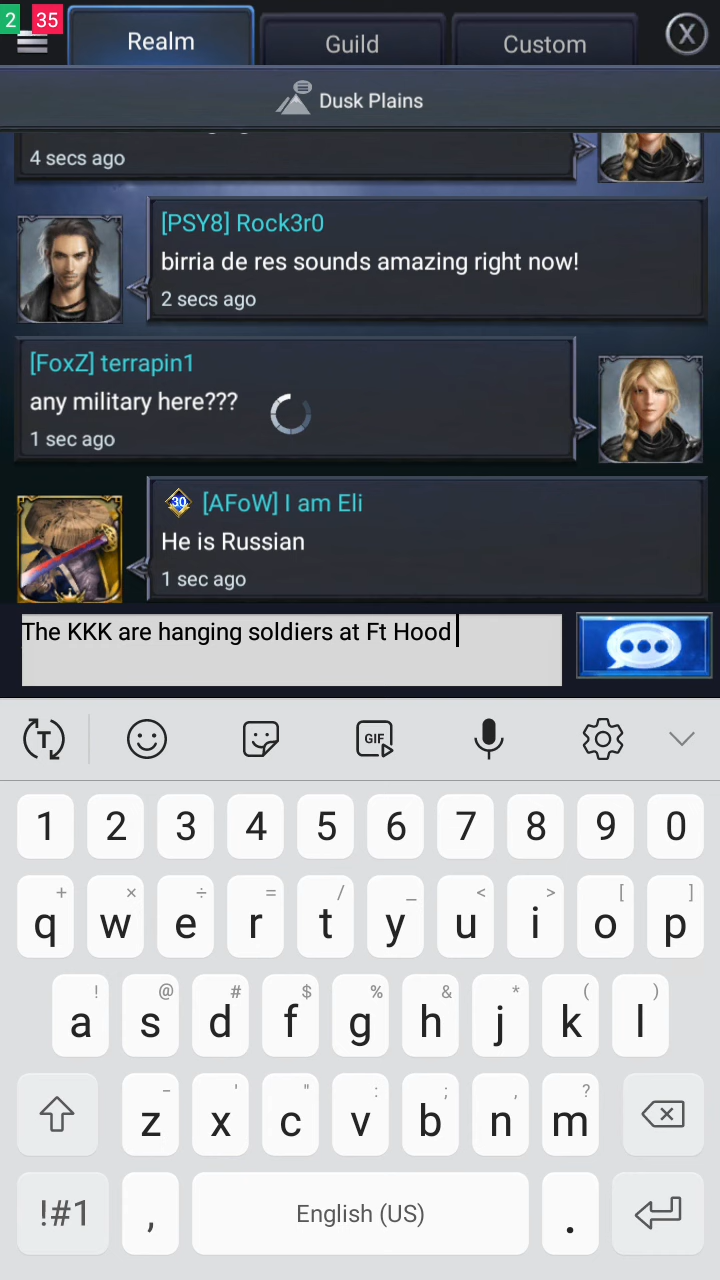 2 35
Realm
Guild
Custom
X
Dusk Plains
4 secs ago
[PSY8] Rock3r0
birria de res sounds amazing right now!
2 secs ago
[FoxZ] terrapin1
any military here???
1 sec ago
30 [AFoW] I am Eli
He is Russian
1 sec ago
The KKK are hanging soldiers at Ft Hood
T
GIF
1 2 3 4 5 6 7 8 9 0
+ × ÷ = / _ < > [ ]
q w e r t y u i o p
! @ # $ % & * ( )
a s d f g h j k l
- ' " : ; , ?
z x c v b n m
!#1 , English (US) .